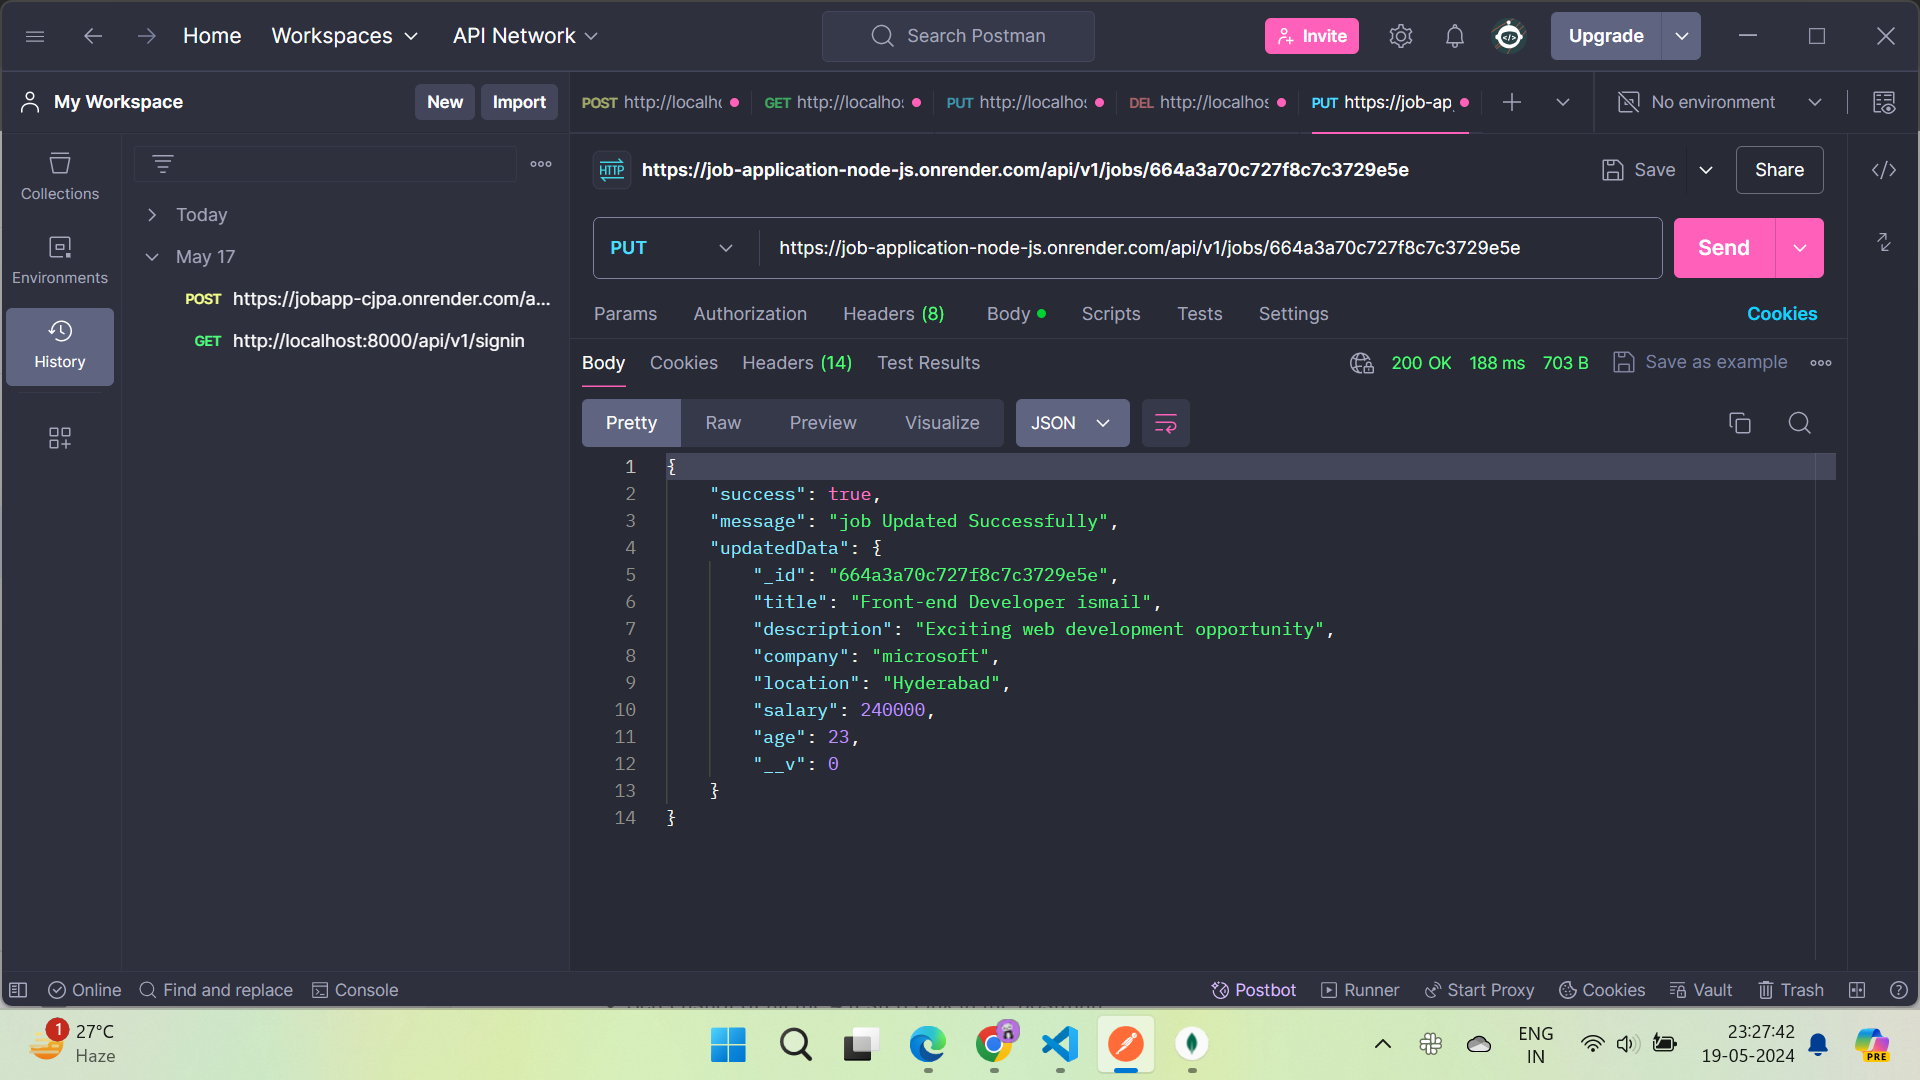 Home Workspaces API Network Search Postman Invite Upgrade
My Workspace New Import
POST http://localhc GET http://localhos PUT http://localhos DEL http://localhos PUT https://job-ap No environment
HTTP https://job-application-node-js.onrender.com/api/v1/jobs/664a3a70c727f8c7c3729e5e Save Share
Collections
Environments
History
Today
May 17
POST https://jobapp-cjpa.onrender.com/a...
GET http://localhost:8000/api/v1/signin
PUT https://job-application-node-js.onrender.com/api/v1/jobs/664a3a70c727f8c7c3729e5e Send
Params Authorization Headers (8) Body Scripts Tests Settings Cookies
Body Cookies Headers (14) Test Results 200 OK 188 ms 703 B Save as example
Pretty Raw Preview Visualize JSON
1 {
2 "success": true,
3 "message": "job Updated Successfully",
4 "updatedData": {
5 "_id": "664a3a70c727f8c7c3729e5e",
6 "title": "Front-end Developer ismail",
7 "description": "Exciting web development opportunity",
8 "company": "microsoft",
9 "location": "Hyderabad",
10 "salary": 240000,
11 "age": 23,
12 "__v": 0
13 }
14 }
Online Find and replace Console Postbot Runner Start Proxy Cookies Vault Trash
1 27°C
Haze
ENG
IN
23:27:42
19-05-2024
PRE